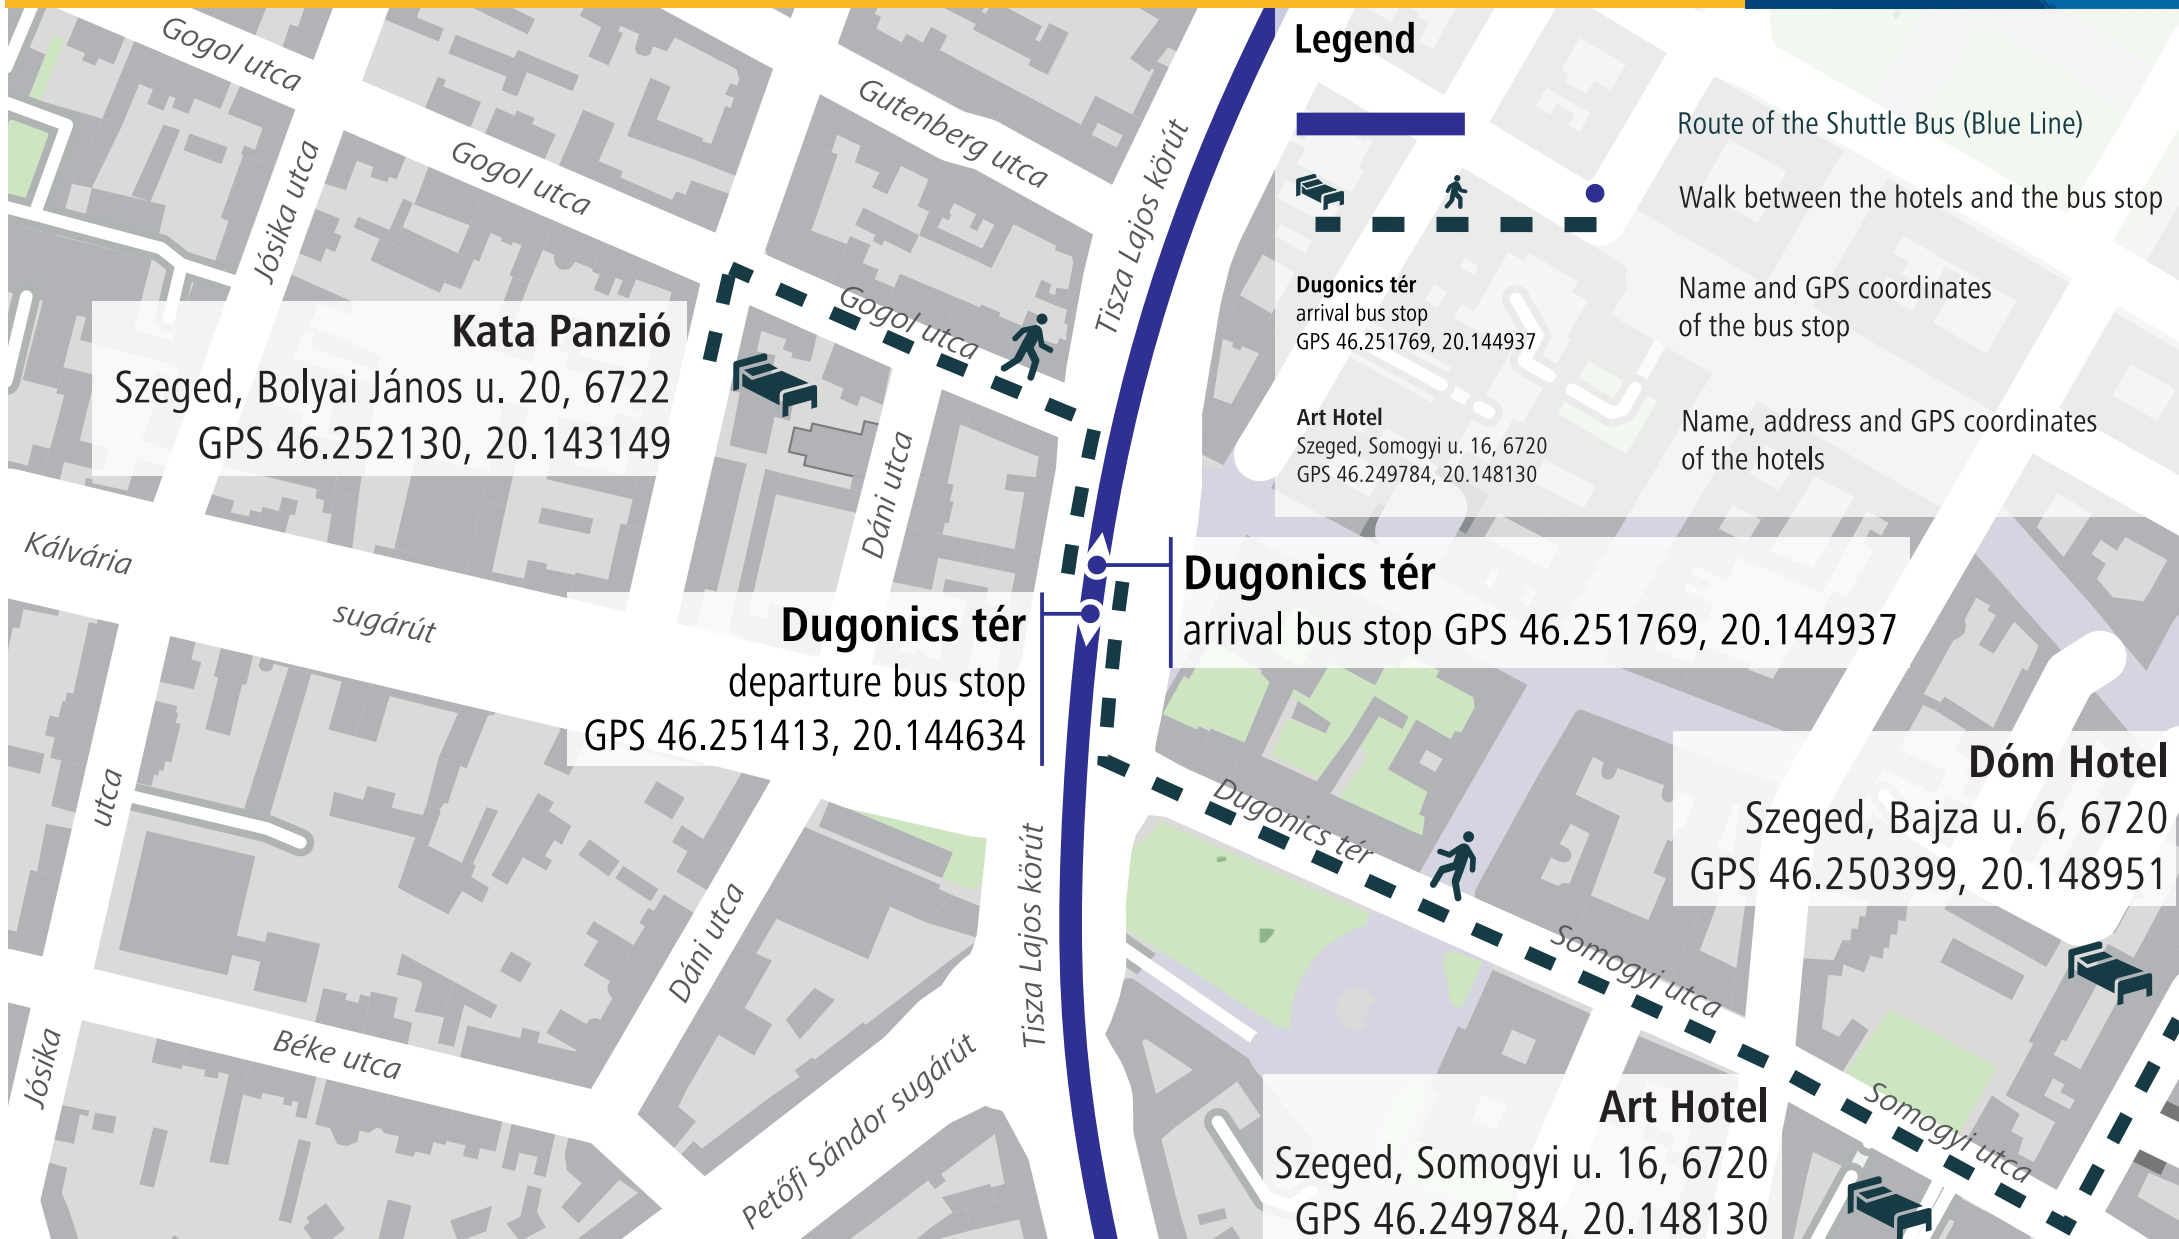 Legend
Route of the Shuttle Bus (Blue Line)
Walk between the hotels and the bus stop
Dugonics tér
arrival bus stop
GPS 46.251769, 20.144937
Name and GPS coordinates
of the bus stop
Art Hotel
Szeged, Somogyi u. 16, 6720
GPS 46.249784, 20.148130
Name, address and GPS coordinates
of the hotels
Gogol utca
Gutenberg utca
Gogol utca
Jósika utca
Tisza Lajos körút
Gogol utca
Kata Panzió
Szeged, Bolyai János u. 20, 6722
GPS 46.252130, 20.143149
Dáni utca
Kálvária
sugárút
Dugonics tér
arrival bus stop GPS 46.251769, 20.144937
Dugonics tér
departure bus stop
GPS 46.251413, 20.144634
utca
Dugonics tér
Dóm Hotel
Szeged, Bajza u. 6, 6720
GPS 46.250399, 20.148951
Tisza Lajos körút
Dáni utca
Somogyi utca
Jósika
Béke utca
Petőfi Sándor sugárút
Art Hotel
Szeged, Somogyi u. 16, 6720
GPS 46.249784, 20.148130
Somogyi utca